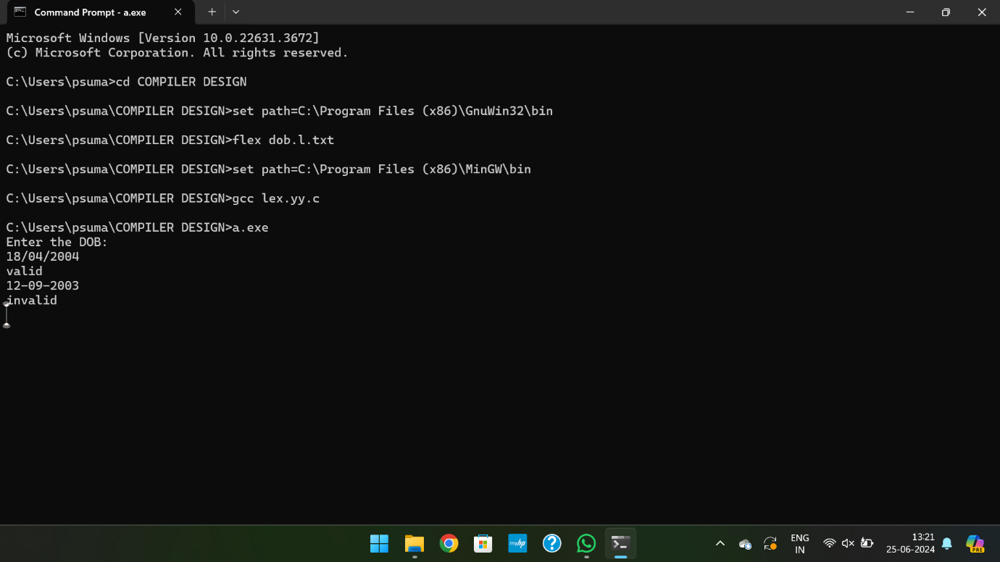 Command Prompt - a.exe
Microsoft Windows [Version 10.0.22631.3672]
(c) Microsoft Corporation. All rights reserved.
C:\Users\psuma>cd COMPILER DESIGN
C:\Users\psuma\COMPILER DESIGN>set path=C:\Program Files (x86)\GnuWin32\bin
C:\Users\psuma\COMPILER DESIGN>flex dob.l.txt
C:\Users\psuma\COMPILER DESIGN>set path=C:\Program Files (x86)\MinGW\bin
C:\Users\psuma\COMPILER DESIGN>gcc lex.yy.c
C:\Users\psuma\COMPILER DESIGN>a.exe
Enter the DOB:
18/04/2004
valid
12-09-2003
invalid
myhp
ENG
IN
13:21
25-06-2024
PRE